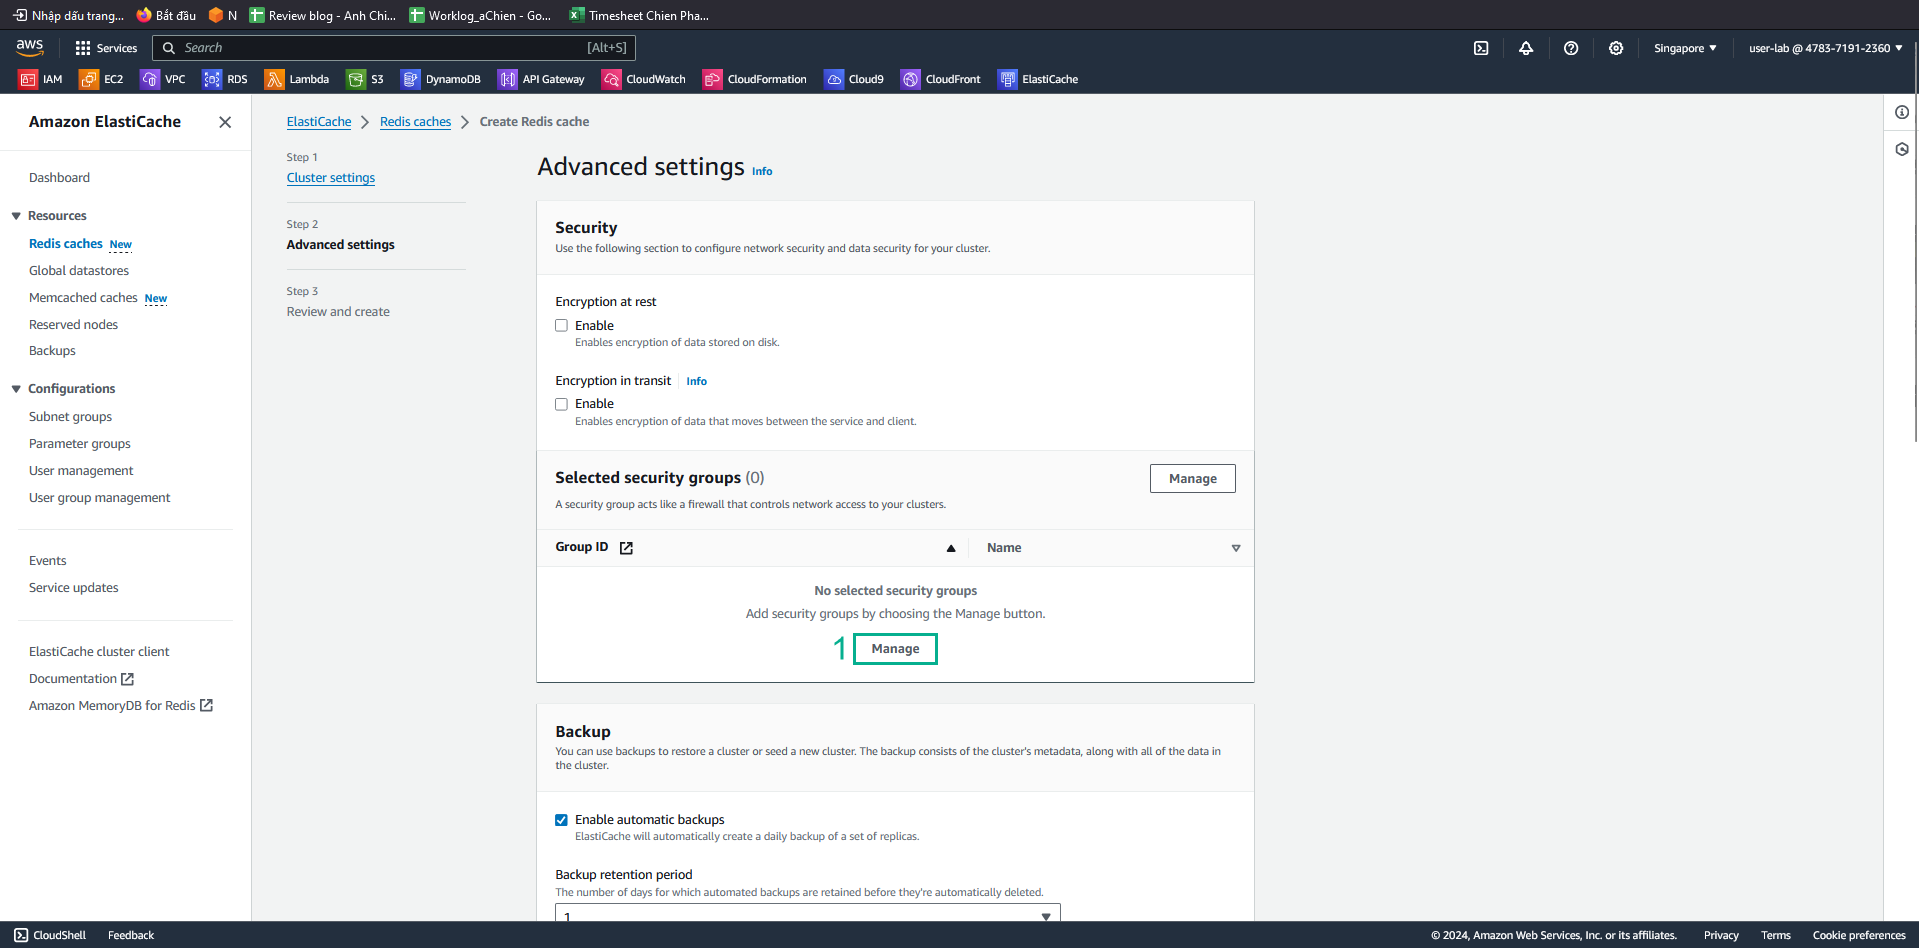 Nhập dấu trang... Bắt đầu N Review blog - Anh Chi... Worklog_aChien - Go... Timesheet Chien Pha...
aws Services Search [Alt+S] Singapore user-lab @ 4783-7191-2360
IAM EC2 VPC RDS Lambda S3 DynamoDB API Gateway CloudWatch CloudFormation Cloud9 CloudFront ElastiCache
Amazon ElastiCache
Dashboard
Resources
Redis caches New
Global datastores
Memcached caches New
Reserved nodes
Backups
Configurations
Subnet groups
Parameter groups
User management
User group management
Events
Service updates
ElastiCache cluster client
Documentation
Amazon MemoryDB for Redis
ElastiCache Redis caches Create Redis cache
Step 1
Cluster settings
Step 2
Advanced settings
Step 3
Review and create
Advanced settings Info
Security
Use the following section to configure network security and data security for your cluster.
Encryption at rest
Enable
Enables encryption of data stored on disk.
Encryption in transit Info
Enable
Enables encryption of data that moves between the service and client.
Selected security groups (0) Manage
A security group acts like a firewall that controls network access to your clusters.
Group ID Name
No selected security groups
Add security groups by choosing the Manage button.
1 Manage
Backup
You can use backups to restore a cluster or seed a new cluster. The backup consists of the cluster's metadata, along with all of the data in
the cluster.
Enable automatic backups
ElastiCache will automatically create a daily backup of a set of replicas.
Backup retention period
The number of days for which automated backups are retained before they're automatically deleted.
1
CloudShell Feedback © 2024, Amazon Web Services, Inc. or its affiliates. Privacy Terms Cookie preferences